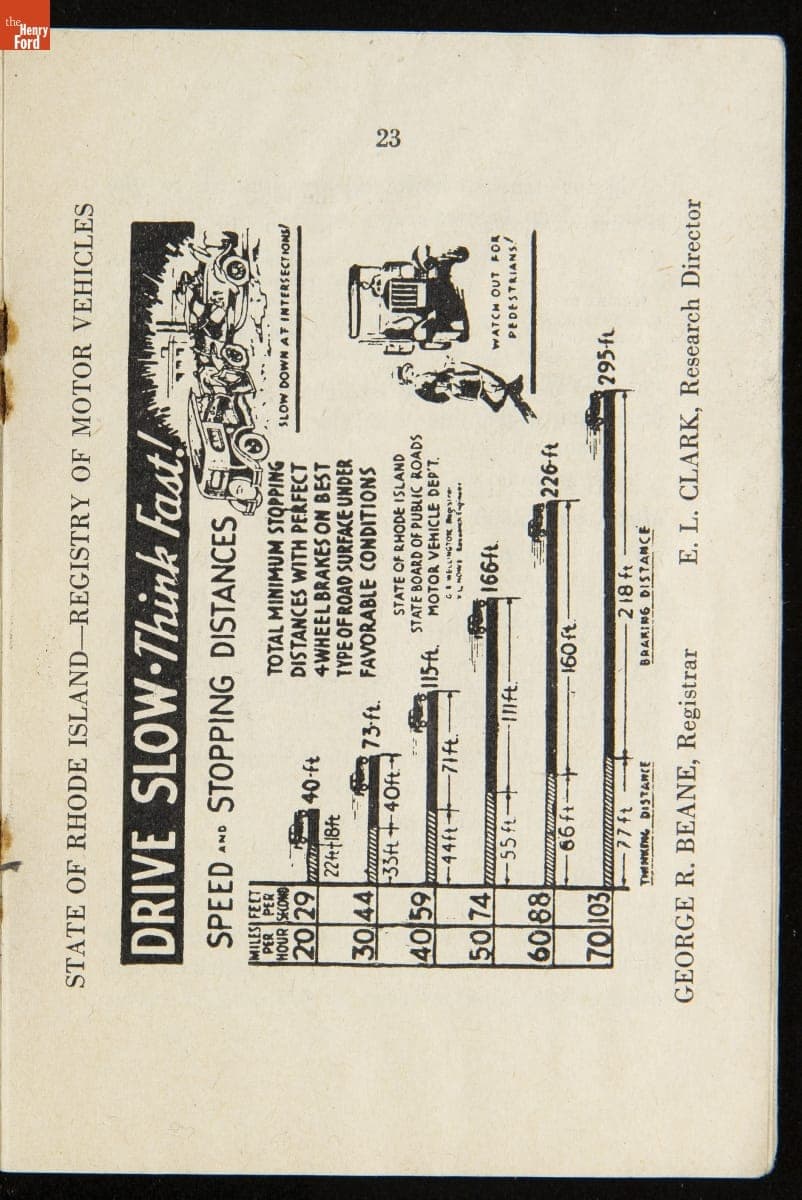 the
Henry
Ford
23
STATE OF RHODE ISLAND—REGISTRY OF MOTOR VEHICLES
DRIVE SLOW·Think Fast!
SPEED AND STOPPING DISTANCES
SLOW DOWN AT INTERSECTIONS!
TOTAL MINIMUM STOPPING
DISTANCES WITH PERFECT
4 WHEEL BRAKES ON BEST
TYPE OF ROAD SURFACE UNDER
FAVORABLE CONDITIONS
WATCH OUT FOR
PEDESTRIANS!
STATE OF RHODE ISLAND
STATE BOARD OF PUBLIC ROADS
MOTOR VEHICLE DEP'T.
MILES PER HOUR
FEET PER SECOND
20 29 40-ft
22ft 18ft
30 44 73-ft.
33ft 40ft
40 59 115-ft.
44ft 71ft.
50 74 166-ft.
55ft 111ft.
60 88 226-ft
66ft 160ft.
70 103 295-ft.
77ft 218ft
THINKING DISTANCE BRAKING DISTANCE
GEORGE R. BEANE, Registrar E. L. CLARK, Research Director